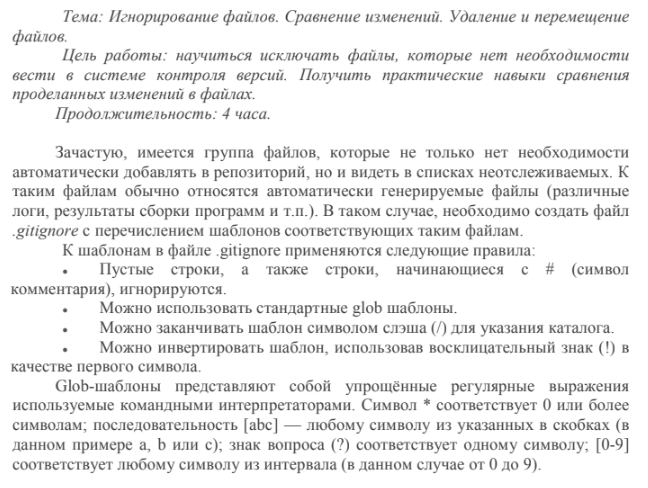 Тема: Игнорирование файлов. Сравнение изменений. Удаление и перемещение
файлов.
Цель работы: научиться исключать файлы, которые нет необходимости
вести в системе контроля версий. Получить практические навыки сравнения
проделанных изменений в файлах.
Продолжительность: 4 часа.
Зачастую, имеется группа файлов, которые не только нет необходимости
автоматически добавлять в репозиторий, но и видеть в списках неотслеживаемых. К
таким файлам обычно относятся автоматически генерируемые файлы (различные
логи, результаты сборки программ и т.п.). В таком случае, необходимо создать файл
.gitignore с перечислением шаблонов соответствующих таким файлам.
К шаблонам в файле .gitignore применяются следующие правила:
• Пустые строки, а также строки, начинающиеся с # (символ
комментария), игнорируются.
• Можно использовать стандартные glob шаблоны.
• Можно заканчивать шаблон символом слэша (/) для указания каталога.
• Можно инвертировать шаблон, использовав восклицательный знак (!) в
качестве первого символа.
Glob-шаблоны представляют собой упрощённые регулярные выражения
используемые командными интерпретаторами. Символ * соответствует 0 или более
символам; последовательность [abc] — любому символу из указанных в скобках (в
данном примере a, b или c); знак вопроса (?) соответствует одному символу; [0-9]
соответствует любому символу из интервала (в данном случае от 0 до 9).